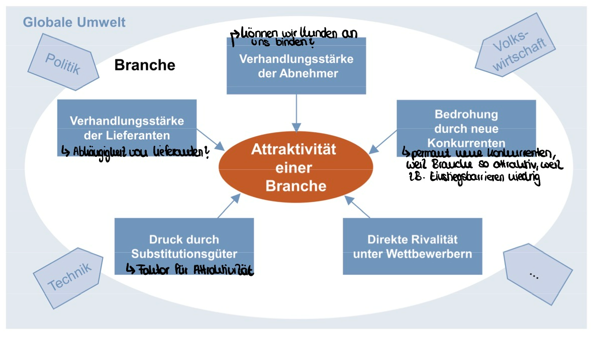 Globale Umwelt
Politik
Branche
↳ können wir Kunden an
uns binden?
Verhandlungsstärke
der Abnehmer
Volks-
wirtschaft
Verhandlungsstärke
der Lieferanten
↳ Abhängigkeit von Lieferanten?
Attraktivität
einer
Branche
Bedrohung
durch neue
Konkurrenten
↳ permanent neue Konkurrenten,
weil Branche so attraktiv, weil
z.B. Einstiegsbarrieren niedrig
Druck durch
Substitutionsgüter
↳ Faktor für Attraktivität
Direkte Rivalität
unter Wettbewerbern
Technik
...